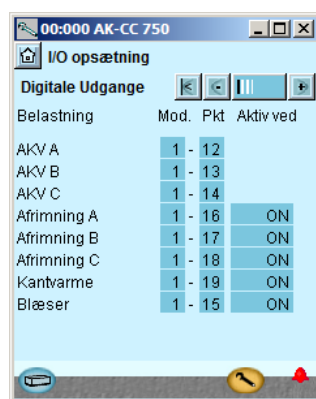 00:000 AK-CC 750
I/O opsætning
Digitale Udgange
Belastning Mod. Pkt Aktiv ved
AKV A 1 - 12
AKV B 1 - 13
AKV C 1 - 14
Afrimning A 1 - 16 ON
Afrimning B 1 - 17 ON
Afrimning C 1 - 18 ON
Kantvarme 1 - 19 ON
Blæser 1 - 15 ON